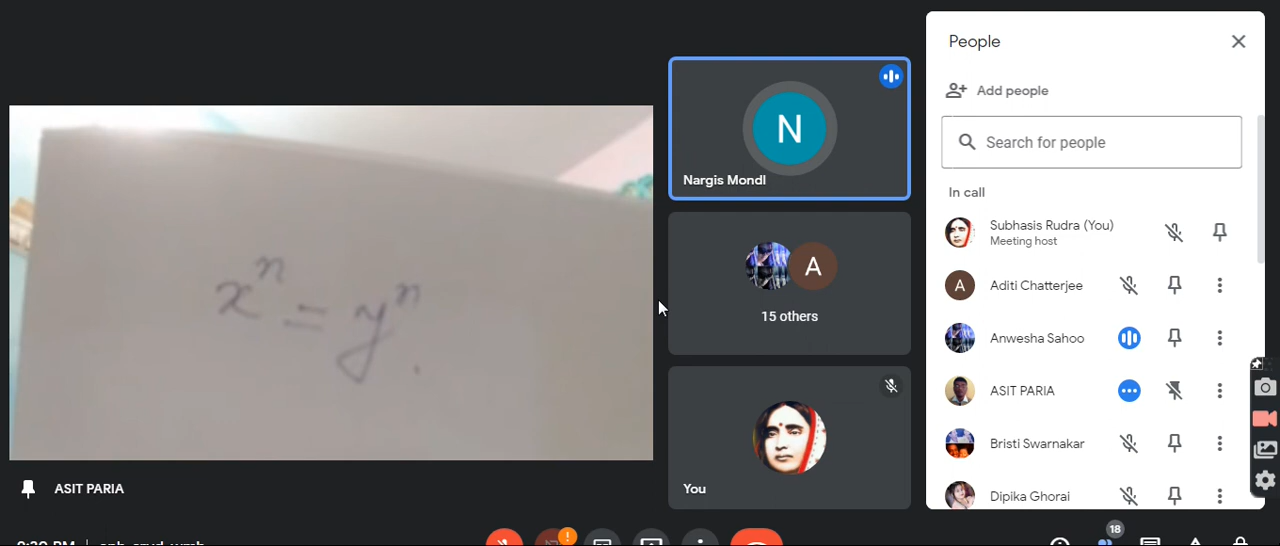 People
Add people
Search for people
In call
Subhasis Rudra (You)
Meeting host
A Aditi Chatterjee
Anwesha Sahoo
ASIT PARIA
Bristi Swarnakar
Dipika Ghorai
N
Nargis Mondl
A
15 others
You
xⁿ = yⁿ.
ASIT PARIA
18